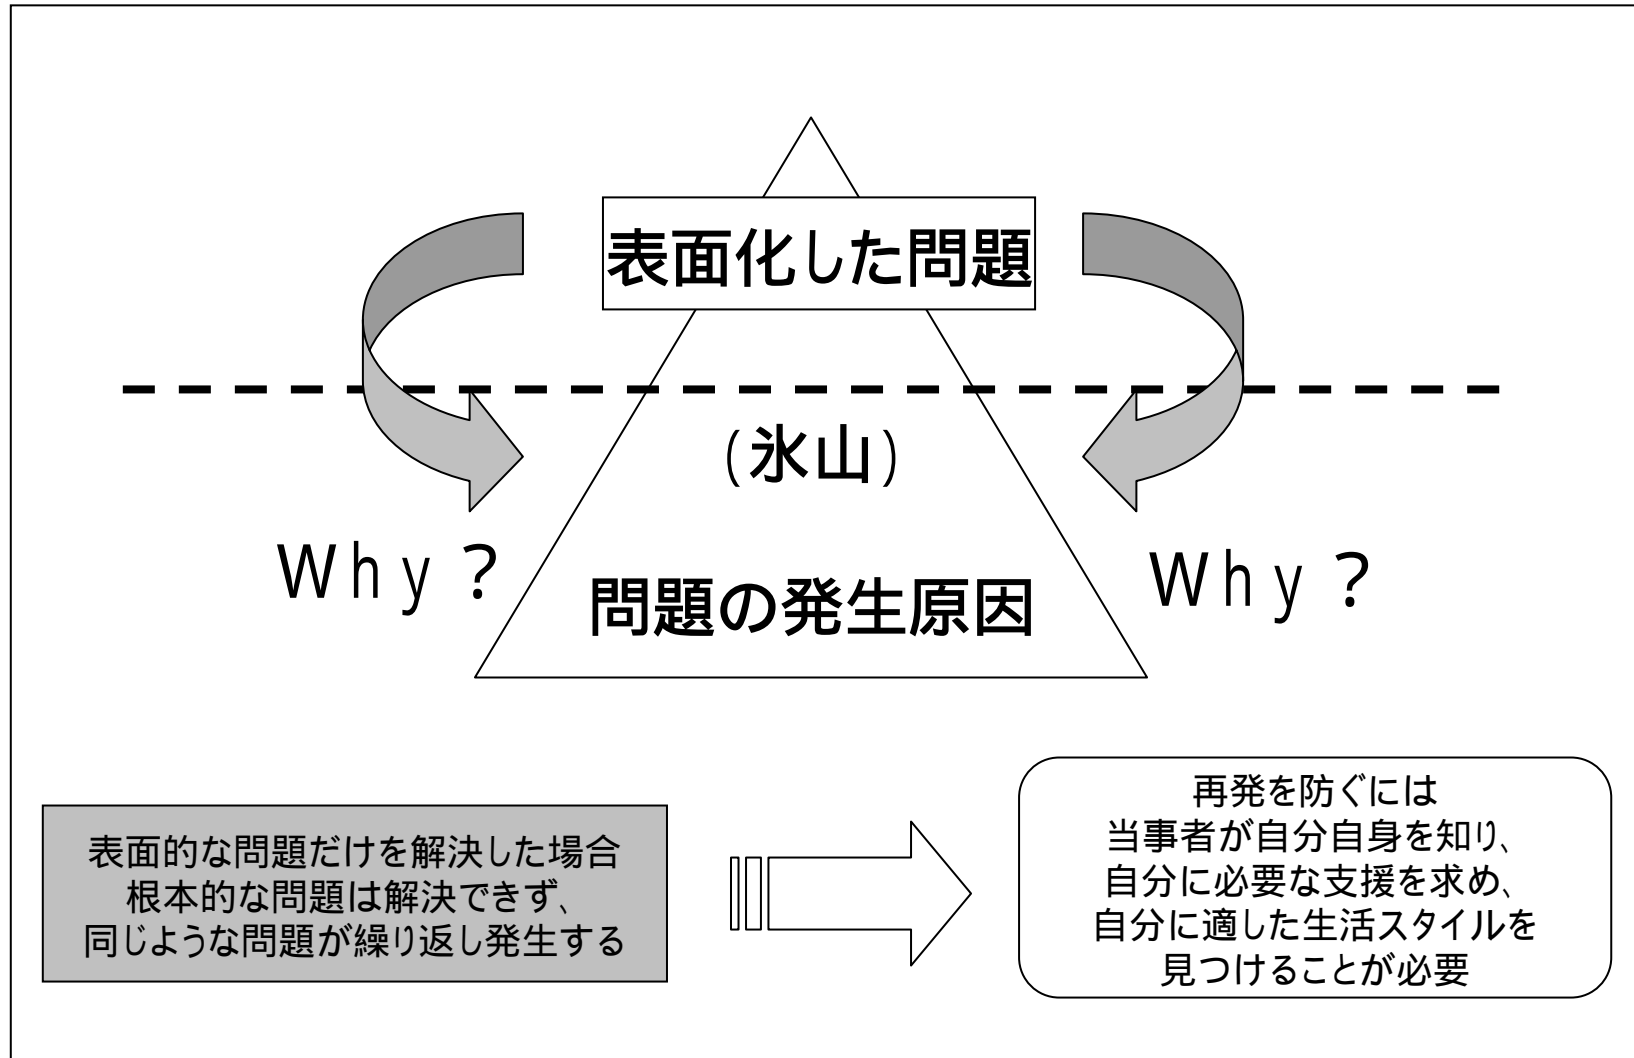 表面化した問題
(氷山)
Why？
Why？
問題の発生原因
表面的な問題だけを解決した場合
根本的な問題は解決できず、
同じような問題が繰り返し発生する
再発を防ぐには
当事者が自分自身を知り、
自分に必要な支援を求め、
自分に適した生活スタイルを
見つけることが必要